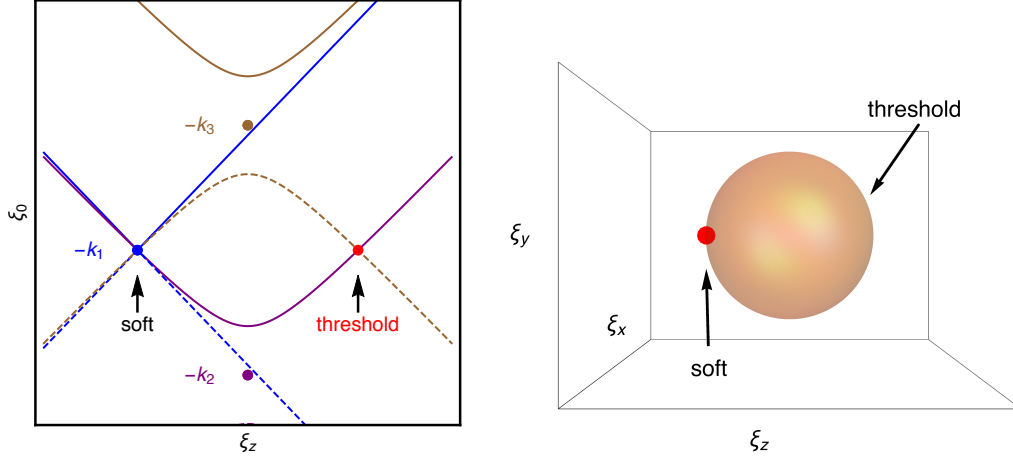 −k₃
−k₁
soft
threshold
−k₂
ξ₀
ξz
threshold
ξy
ξx
soft
ξz